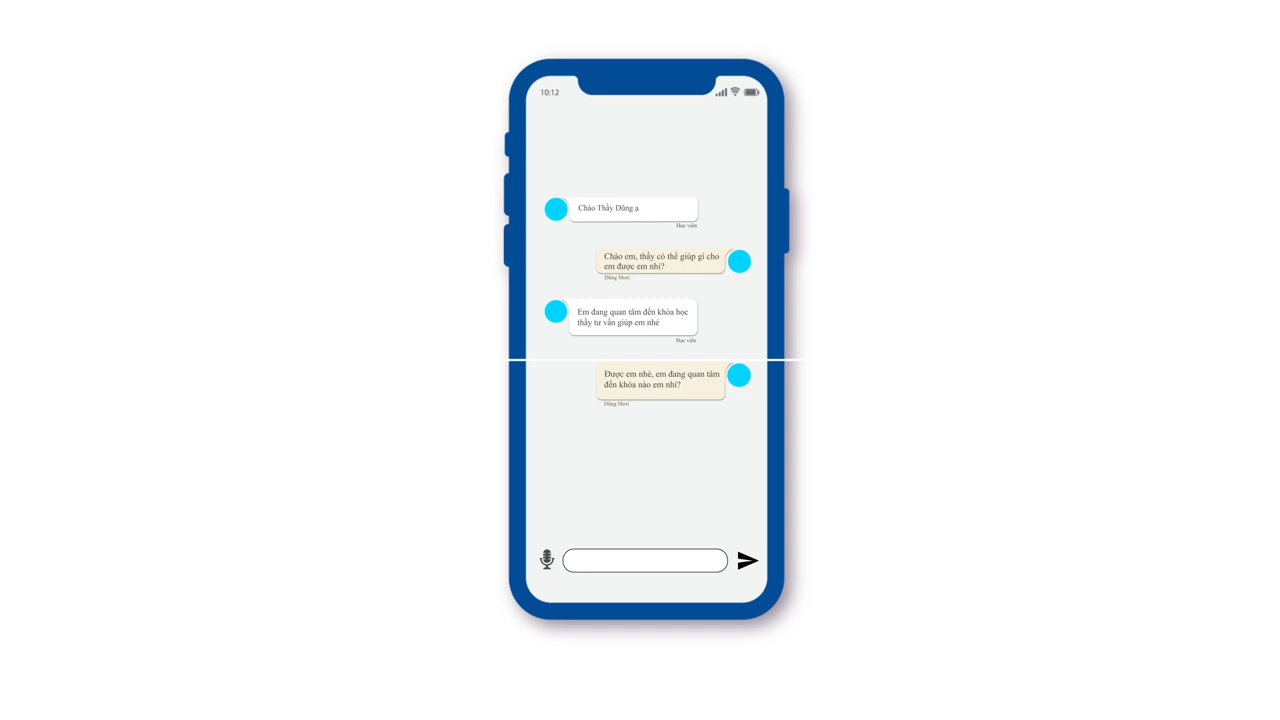 10:12
Chào Thầy Dũng ạ
Học viên
Chào em, thầy có thể giúp gì cho
em được em nhỉ?
Dũng Mori
Em đang quan tâm đến khóa học
thầy tư vấn giúp em nhé
Học viên
Được em nhé, em đang quan tâm
đến khóa nào em nhỉ?
Dũng Mori